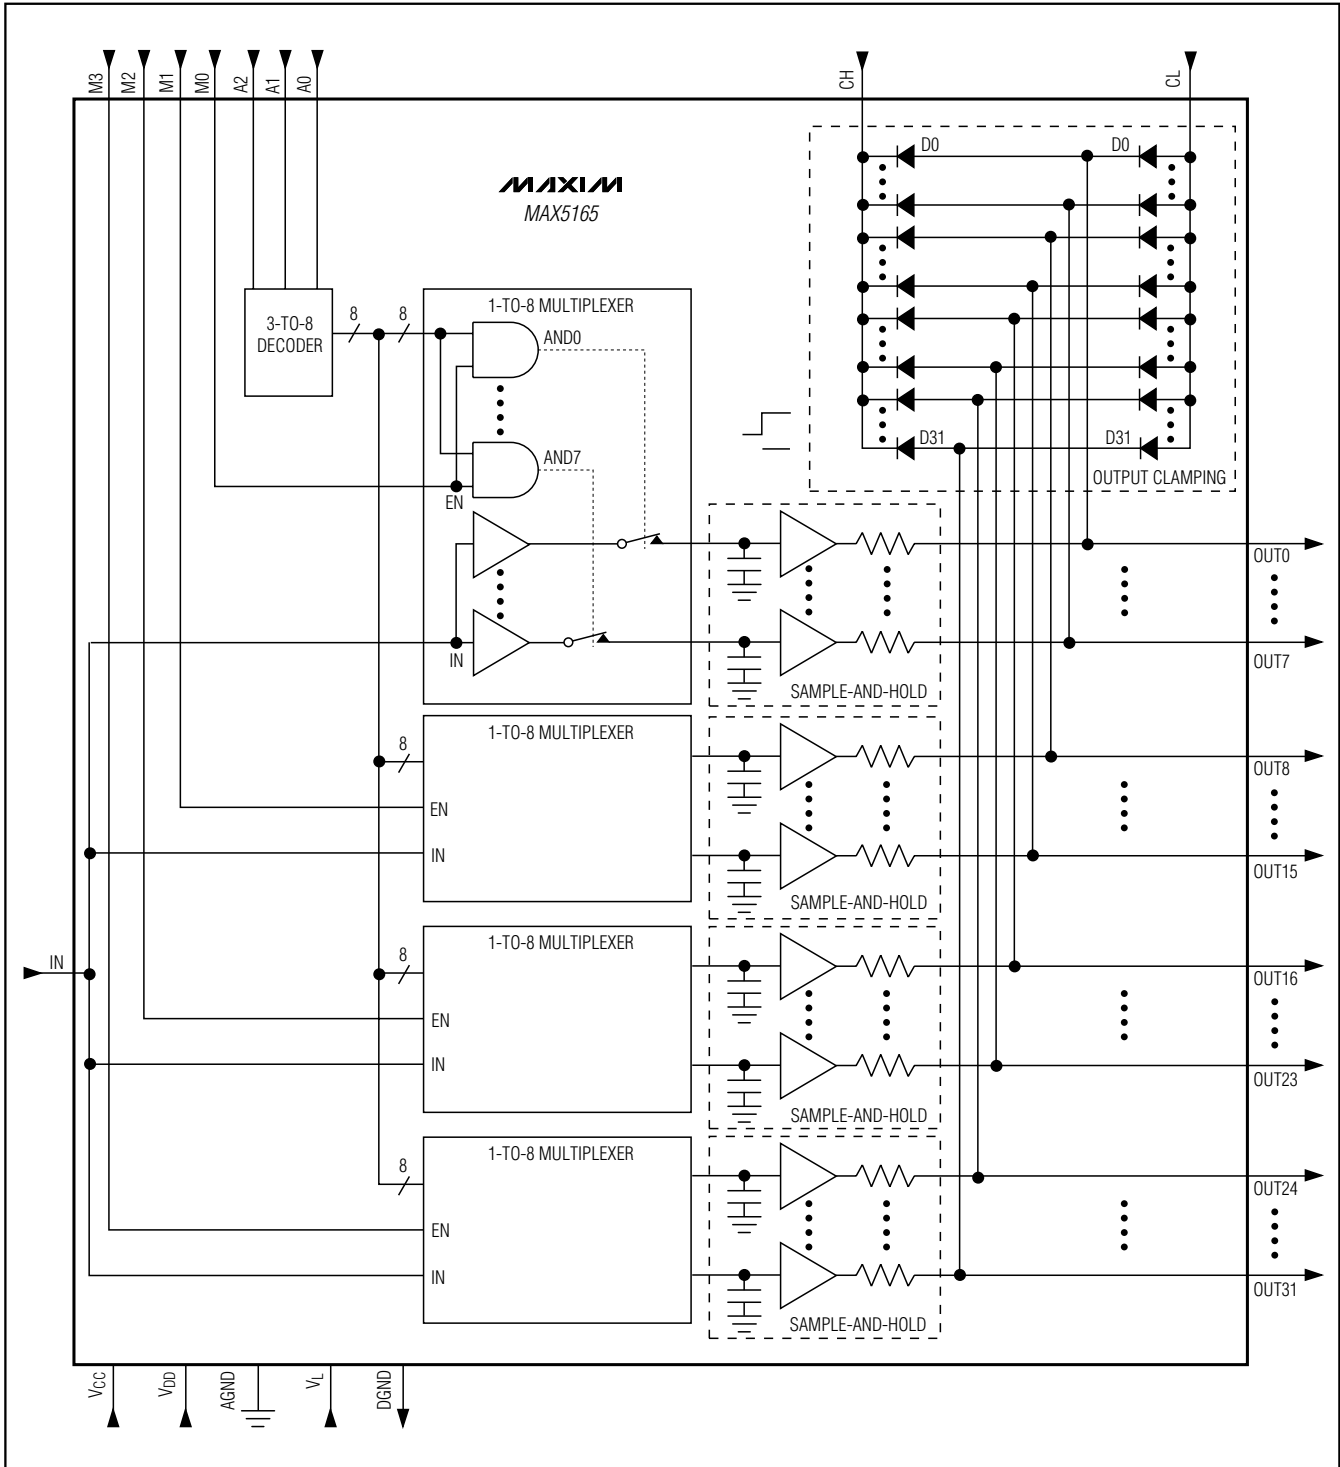 M3 M2 M1 M0 A2 A1 A0 CH CL
D0 D0
MAXIM
MAX5165
3-TO-8
DECODER
8 8
1-TO-8 MULTIPLEXER
AND0
AND7
EN
IN
D31 D31
OUTPUT CLAMPING
OUT0
OUT7
SAMPLE-AND-HOLD
8
1-TO-8 MULTIPLEXER
EN
IN
OUT8
OUT15
SAMPLE-AND-HOLD
IN
8
1-TO-8 MULTIPLEXER
EN
IN
OUT16
OUT23
SAMPLE-AND-HOLD
8
1-TO-8 MULTIPLEXER
EN
IN
OUT24
OUT31
SAMPLE-AND-HOLD
VCC VDD AGND VL DGND